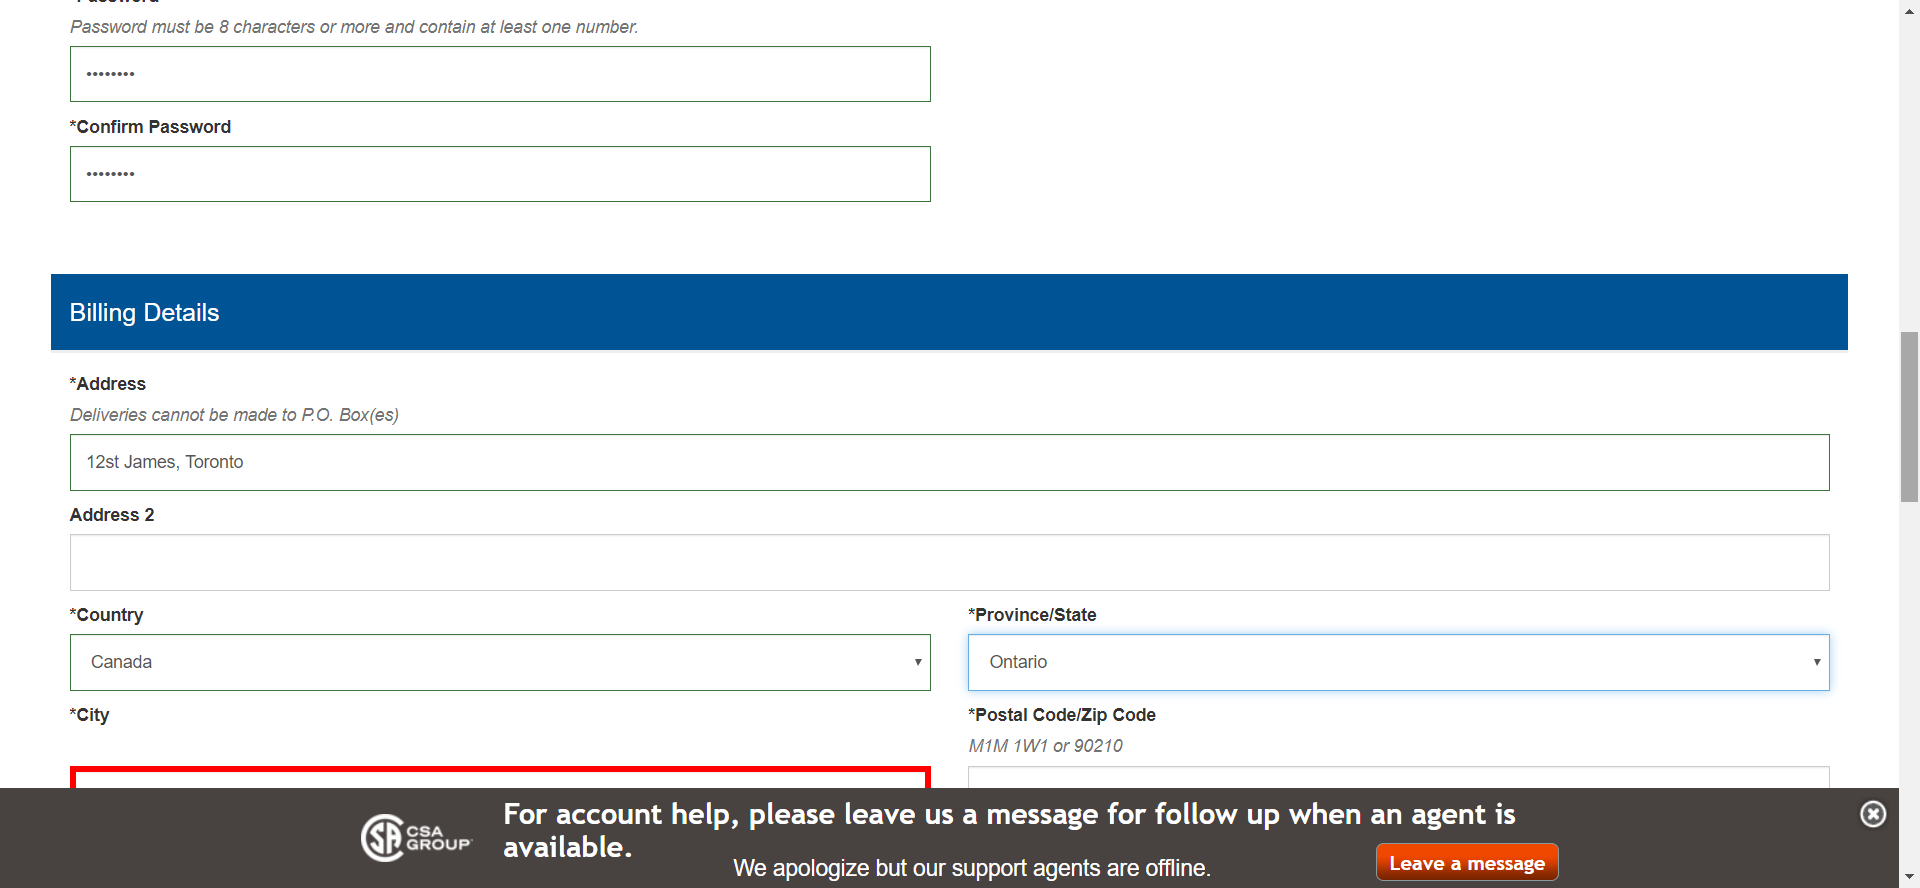 Password must be 8 characters or more and contain at least one number.
••••••••
*Confirm Password
••••••••
Billing Details
*Address
Deliveries cannot be made to P.O. Box(es)
12st James, Toronto
Address 2
*Country *Province/State
Canada Ontario
*City *Postal Code/Zip Code
M1M 1W1 or 90210
For account help, please leave us a message for follow up when an agent is
available.
CSA
GROUP
We apologize but our support agents are offline.
Leave a message